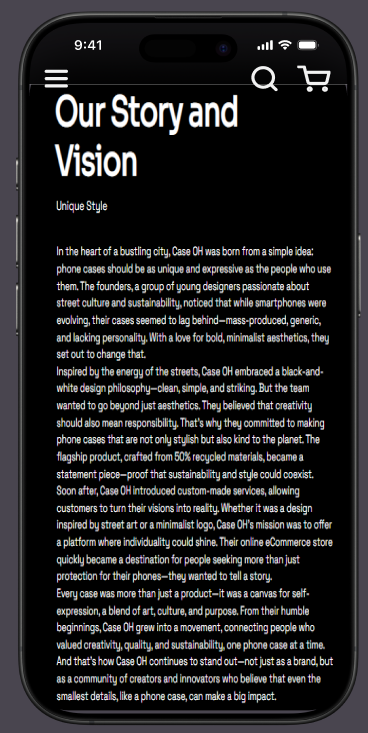 9:41
Our Story and
Vision
Unique Style
In the heart of a bustling city, Case OH was born from a simple idea:
phone cases should be as unique and expressive as the people who use
them. The founders, a group of young designers passionate about
street culture and sustainability, noticed that while smartphones were
evolving, their cases seemed to lag behind—mass-produced, generic,
and lacking personality. With a love for bold, minimalist aesthetics, they
set out to change that.
Inspired by the energy of the streets, Case OH embraced a black-and-
white design philosophy—clean, simple, and striking. But the team
wanted to go beyond just aesthetics. They believed that creativity
should also mean responsibility. That's why they committed to making
phone cases that are not only stylish but also kind to the planet. The
flagship product, crafted from 50% recycled materials, became a
statement piece—proof that sustainability and style could coexist.
Soon after, Case OH introduced custom-made services, allowing
customers to turn their visions into reality. Whether it was a design
inspired by street art or a minimalist logo, Case OH's mission was to offer
a platform where individuality could shine. Their online eCommerce store
quickly became a destination for people seeking more than just
protection for their phones—they wanted to tell a story.
Every case was more than just a product—it was a canvas for self-
expression, a blend of art, culture, and purpose. From their humble
beginnings, Case OH grew into a movement, connecting people who
valued creativity, quality, and sustainability, one phone case at a time.
And that's how Case OH continues to stand out—not just as a brand, but
as a community of creators and innovators who believe that even the
smallest details, like a phone case, can make a big impact.